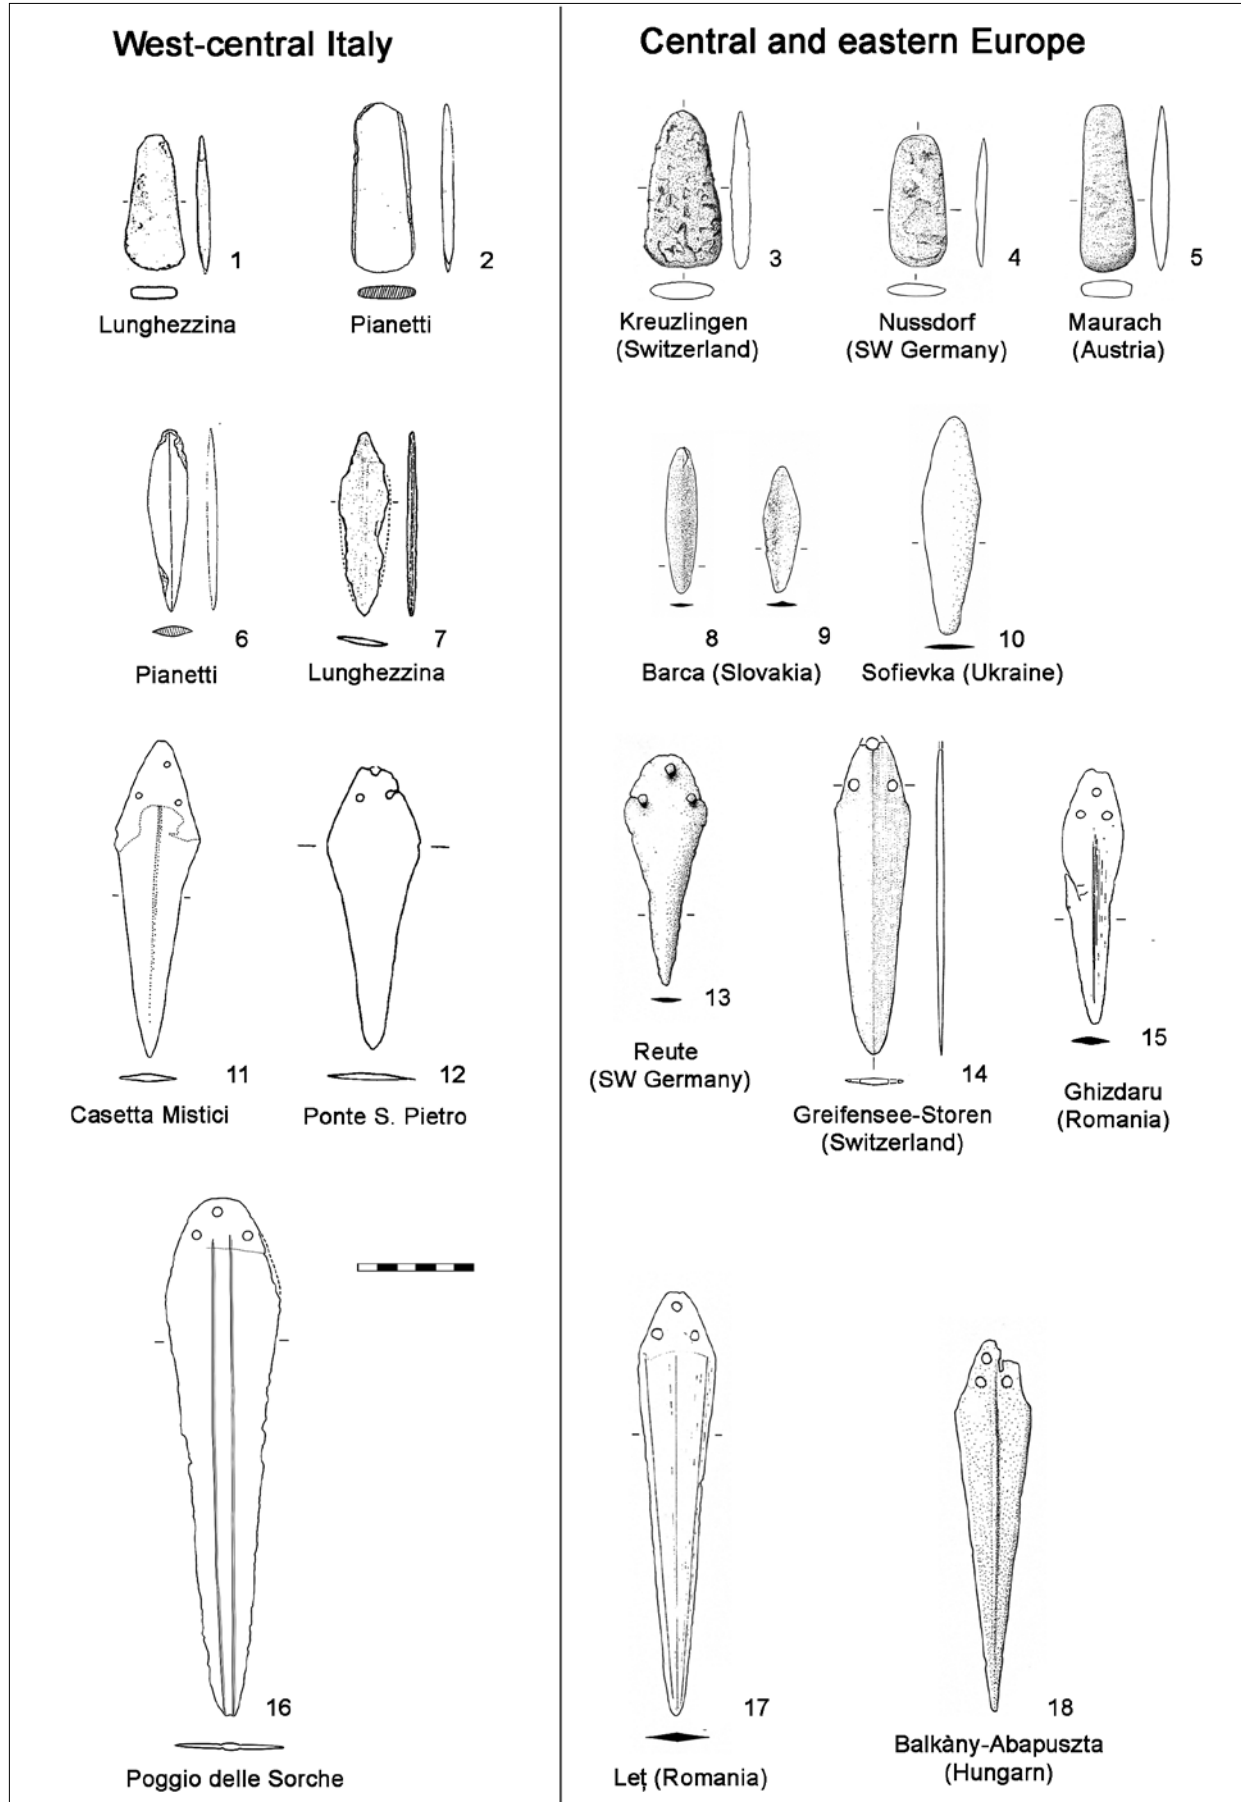 West-central Italy
Central and eastern Europe
1
2
3
4
5
Lunghezzina
Pianetti
Kreuzlingen
(Switzerland)
Nussdorf
(SW Germany)
Maurach
(Austria)
6
7
8
9
10
Pianetti
Lunghezzina
Barca (Slovakia)
Sofievka (Ukraine)
11
12
13
14
15
Casetta Mistici
Ponte S. Pietro
Reute
(SW Germany)
Greifensee-Storen
(Switzerland)
Ghizdaru
(Romania)
16
17
18
Poggio delle Sorche
Leţ (Romania)
Balkàny-Abapuszta
(Hungarn)